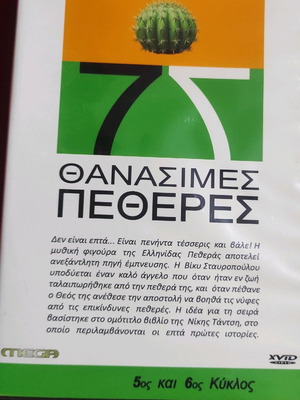 7
ΘΑΝΑΣΙΜΕΣ
ΠΕΘΕΡΕΣ
Δεν είναι επτά... Είναι πενήντα τέσσερις και βάλε! Η
μυθική φιγούρα της Ελληνίδας Πεθεράς αποτελεί
ανεξάντλητη πηγή έμπνευσης. Η Βίκυ Σταυροπούλου
υποδύεται έναν καλό άγγελο που όταν ήταν εν ζωή
ταλαιπωρήθηκε από την πεθερά της, και όταν πέθανε
ο Θεός της ανέθεσε την αποστολή να βοηθά τις νύφες
από τις επικίνδυνες πεθερές. Η ιδέα για τη σειρά
βασίστηκε στο ομότιτλο βιβλίο της Νίκης Τάντση, στο
οποίο περιλαμβάνονται οι επτά πρώτες ιστορίες.
MEGA
XVID
5ος και 6ος Κύκλος